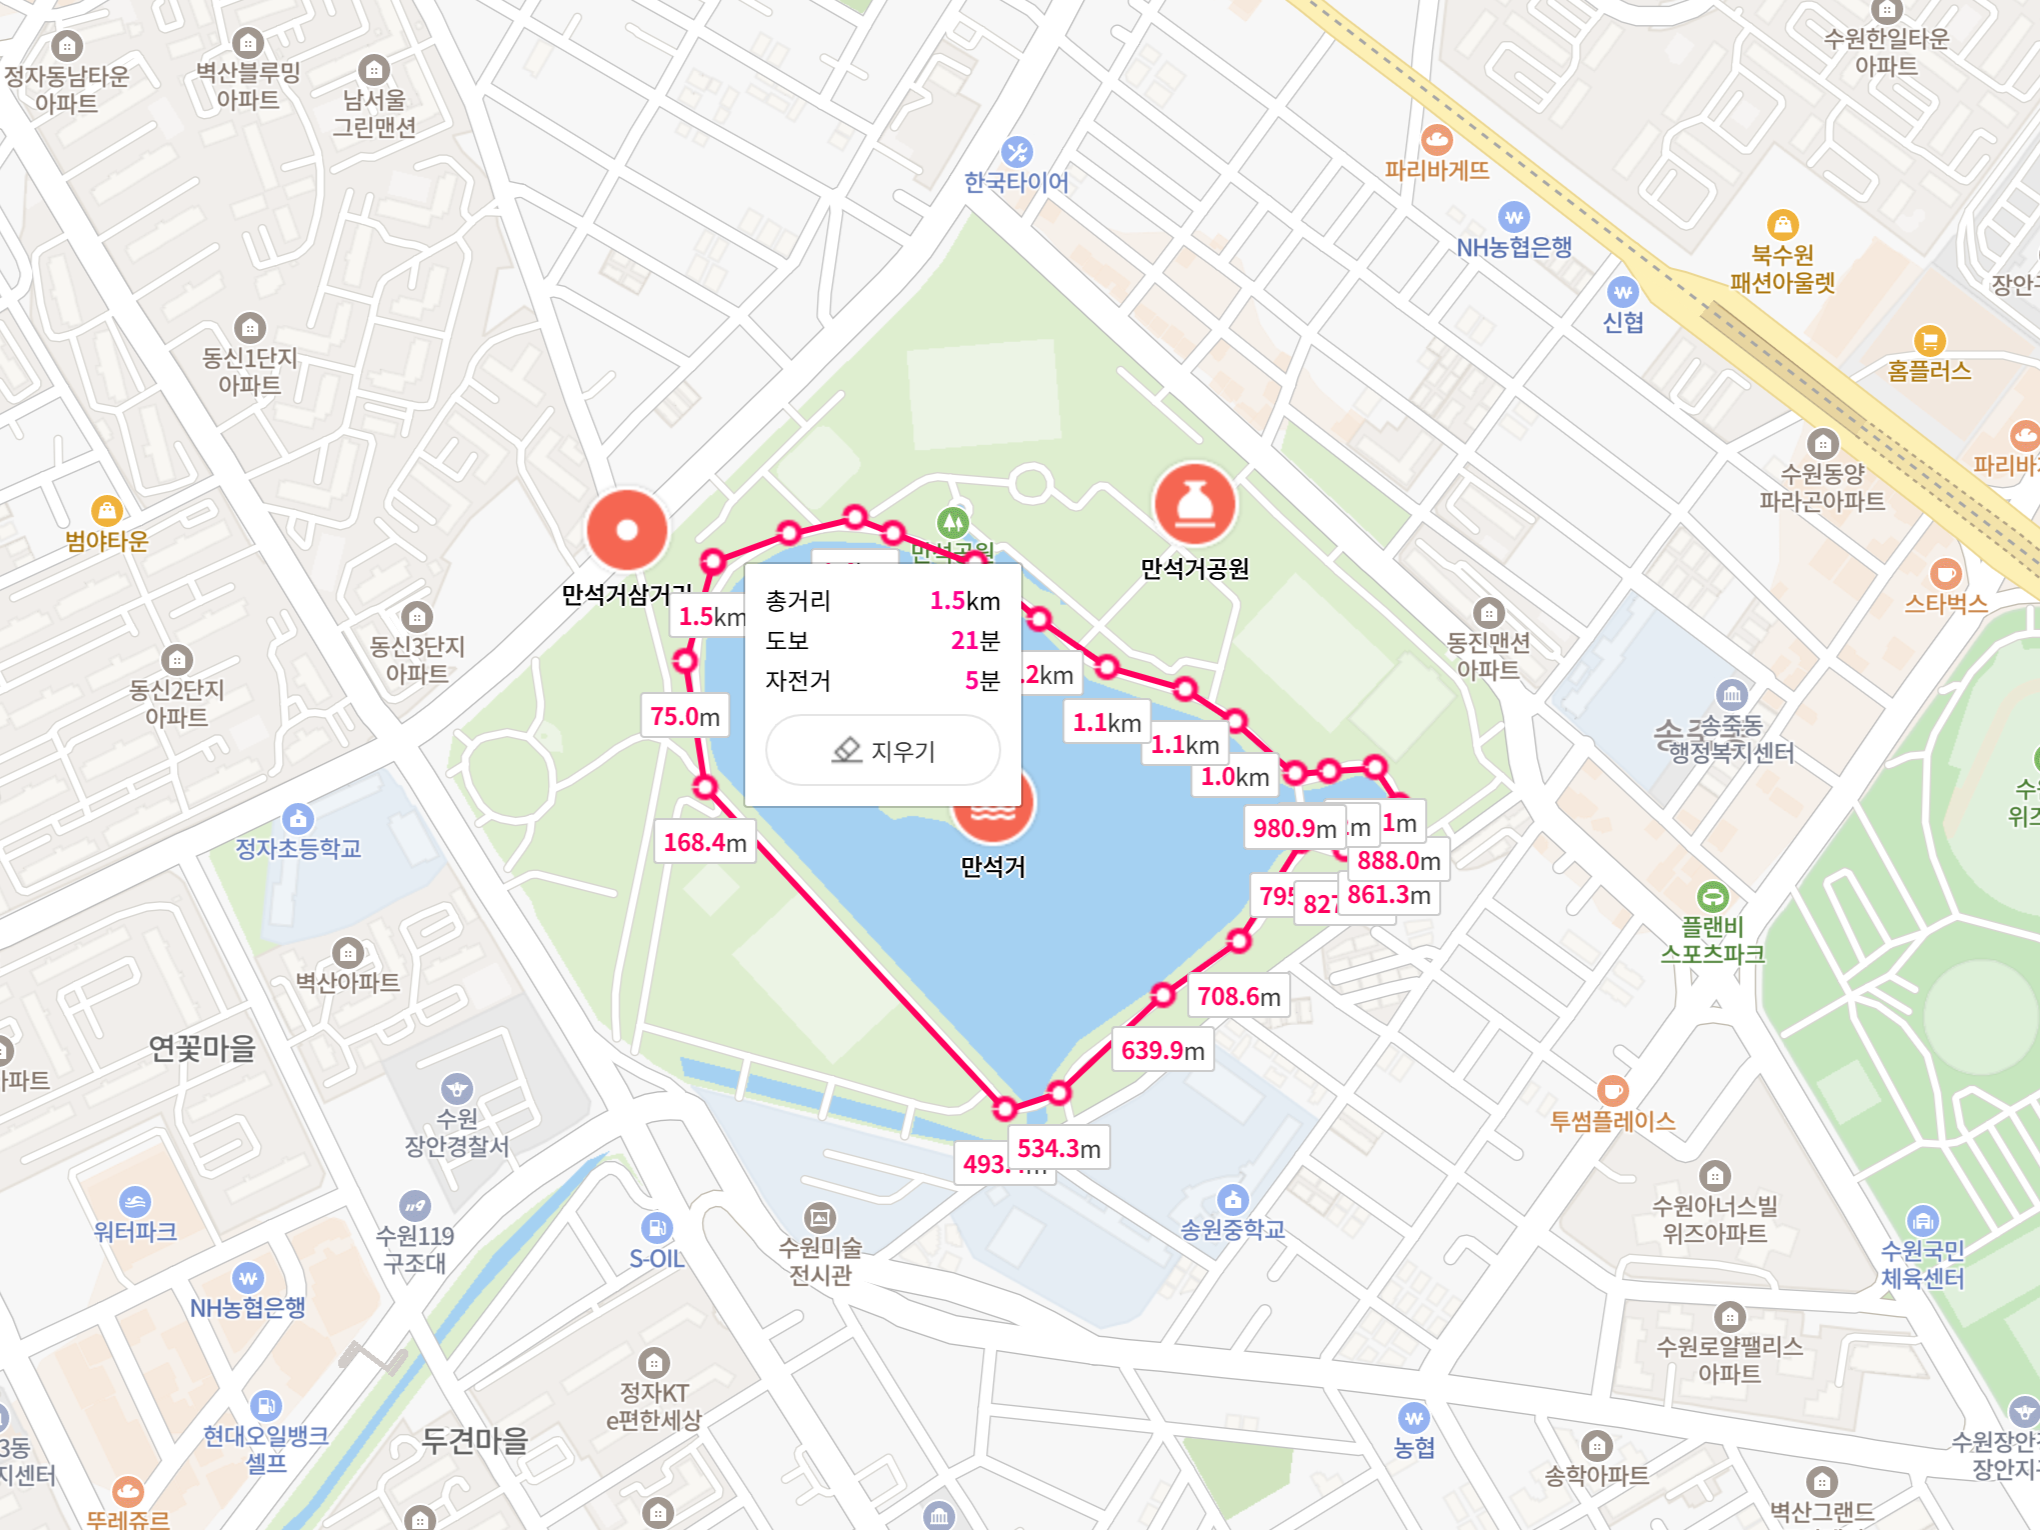 정자동남타운
아파트
벽산블루밍
아파트
남서울
그린맨션
한국타이어
파리바게뜨
수원한일타운
아파트
NH농협은행
북수원
패션아울렛
신협
장안구
홈플러스
동신1단지
아파트
파리바
수원동양
파라곤아파트
범야타운
만석공원
만석거공원
만석거삼거리
스타벅스
동신3단지
아파트
동진맨션
아파트
동신2단지
아파트
총거리 1.5km
도보 21분
자전거 5분
지우기
1.5km
75.0m
168.4m
.2km
1.1km
1.1km
1.0km
980.9m
m
1m
888.0m
861.3m
795
827
708.6m
639.9m
534.3m
493.
만석거
송죽동
행정복지센터
정자초등학교
플랜비
스포츠파크
벽산아파트
연꽃마을
아파트
수원
장안경찰서
투썸플레이스
수원
위즈
워터파크
수원119
구조대
S-OIL
수원미술
전시관
송원중학교
수원아너스빌
위즈아파트
수원국민
체육센터
NH농협은행
수원로얄팰리스
아파트
정자KT
e편한세상
현대오일뱅크
셀프
두견마을
농협
송학아파트
수원장안
장안지구
3동
지센터
뚜레쥬르
벽산그랜드